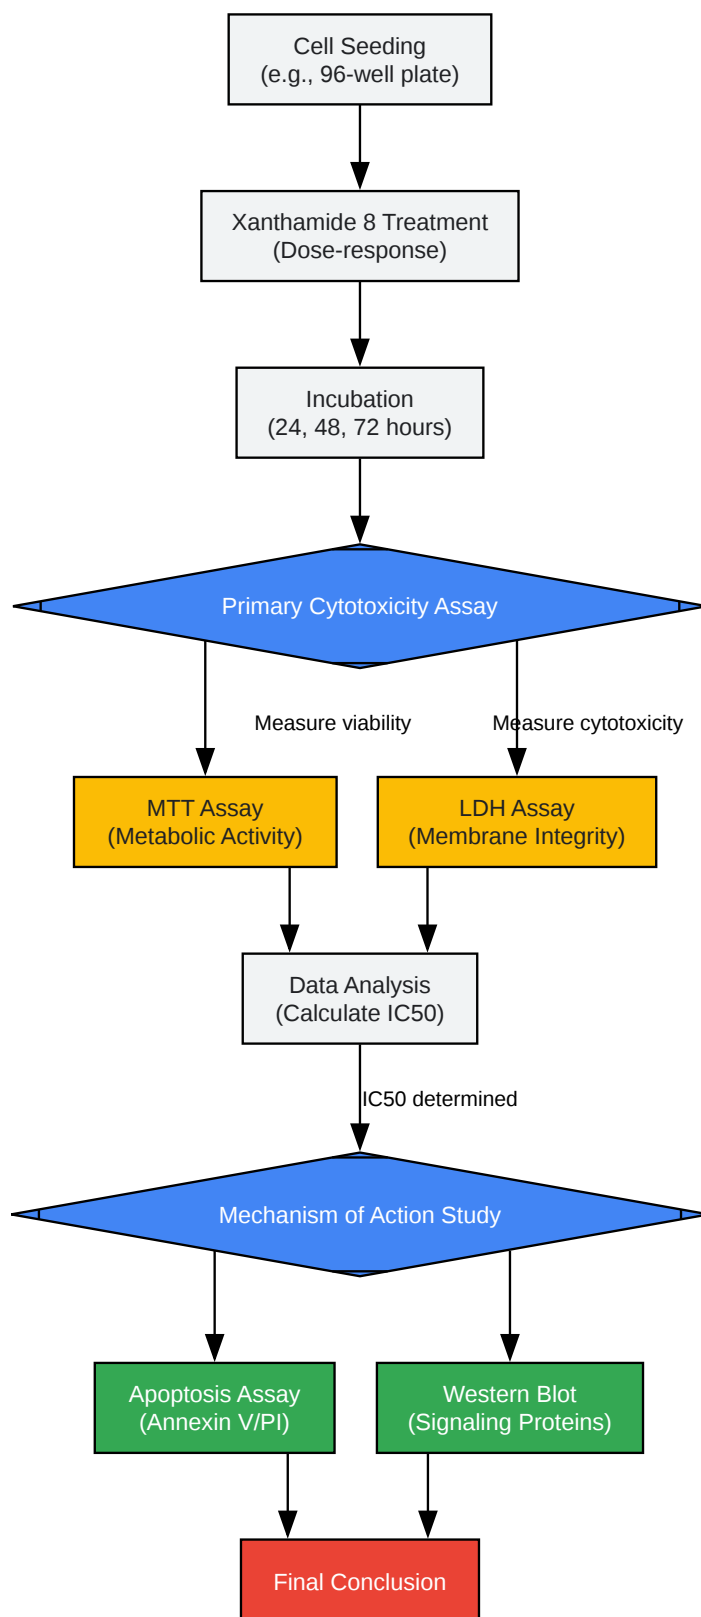 Cell Seeding
(e.g., 96-well plate)
Xanthamide 8 Treatment
(Dose-response)
Incubation
(24, 48, 72 hours)
Primary Cytotoxicity Assay
Measure viability
Measure cytotoxicity
MTT Assay
(Metabolic Activity)
LDH Assay
(Membrane Integrity)
Data Analysis
(Calculate IC50)
IC50 determined
Mechanism of Action Study
Apoptosis Assay
(Annexin V/PI)
Western Blot
(Signaling Proteins)
Final Conclusion